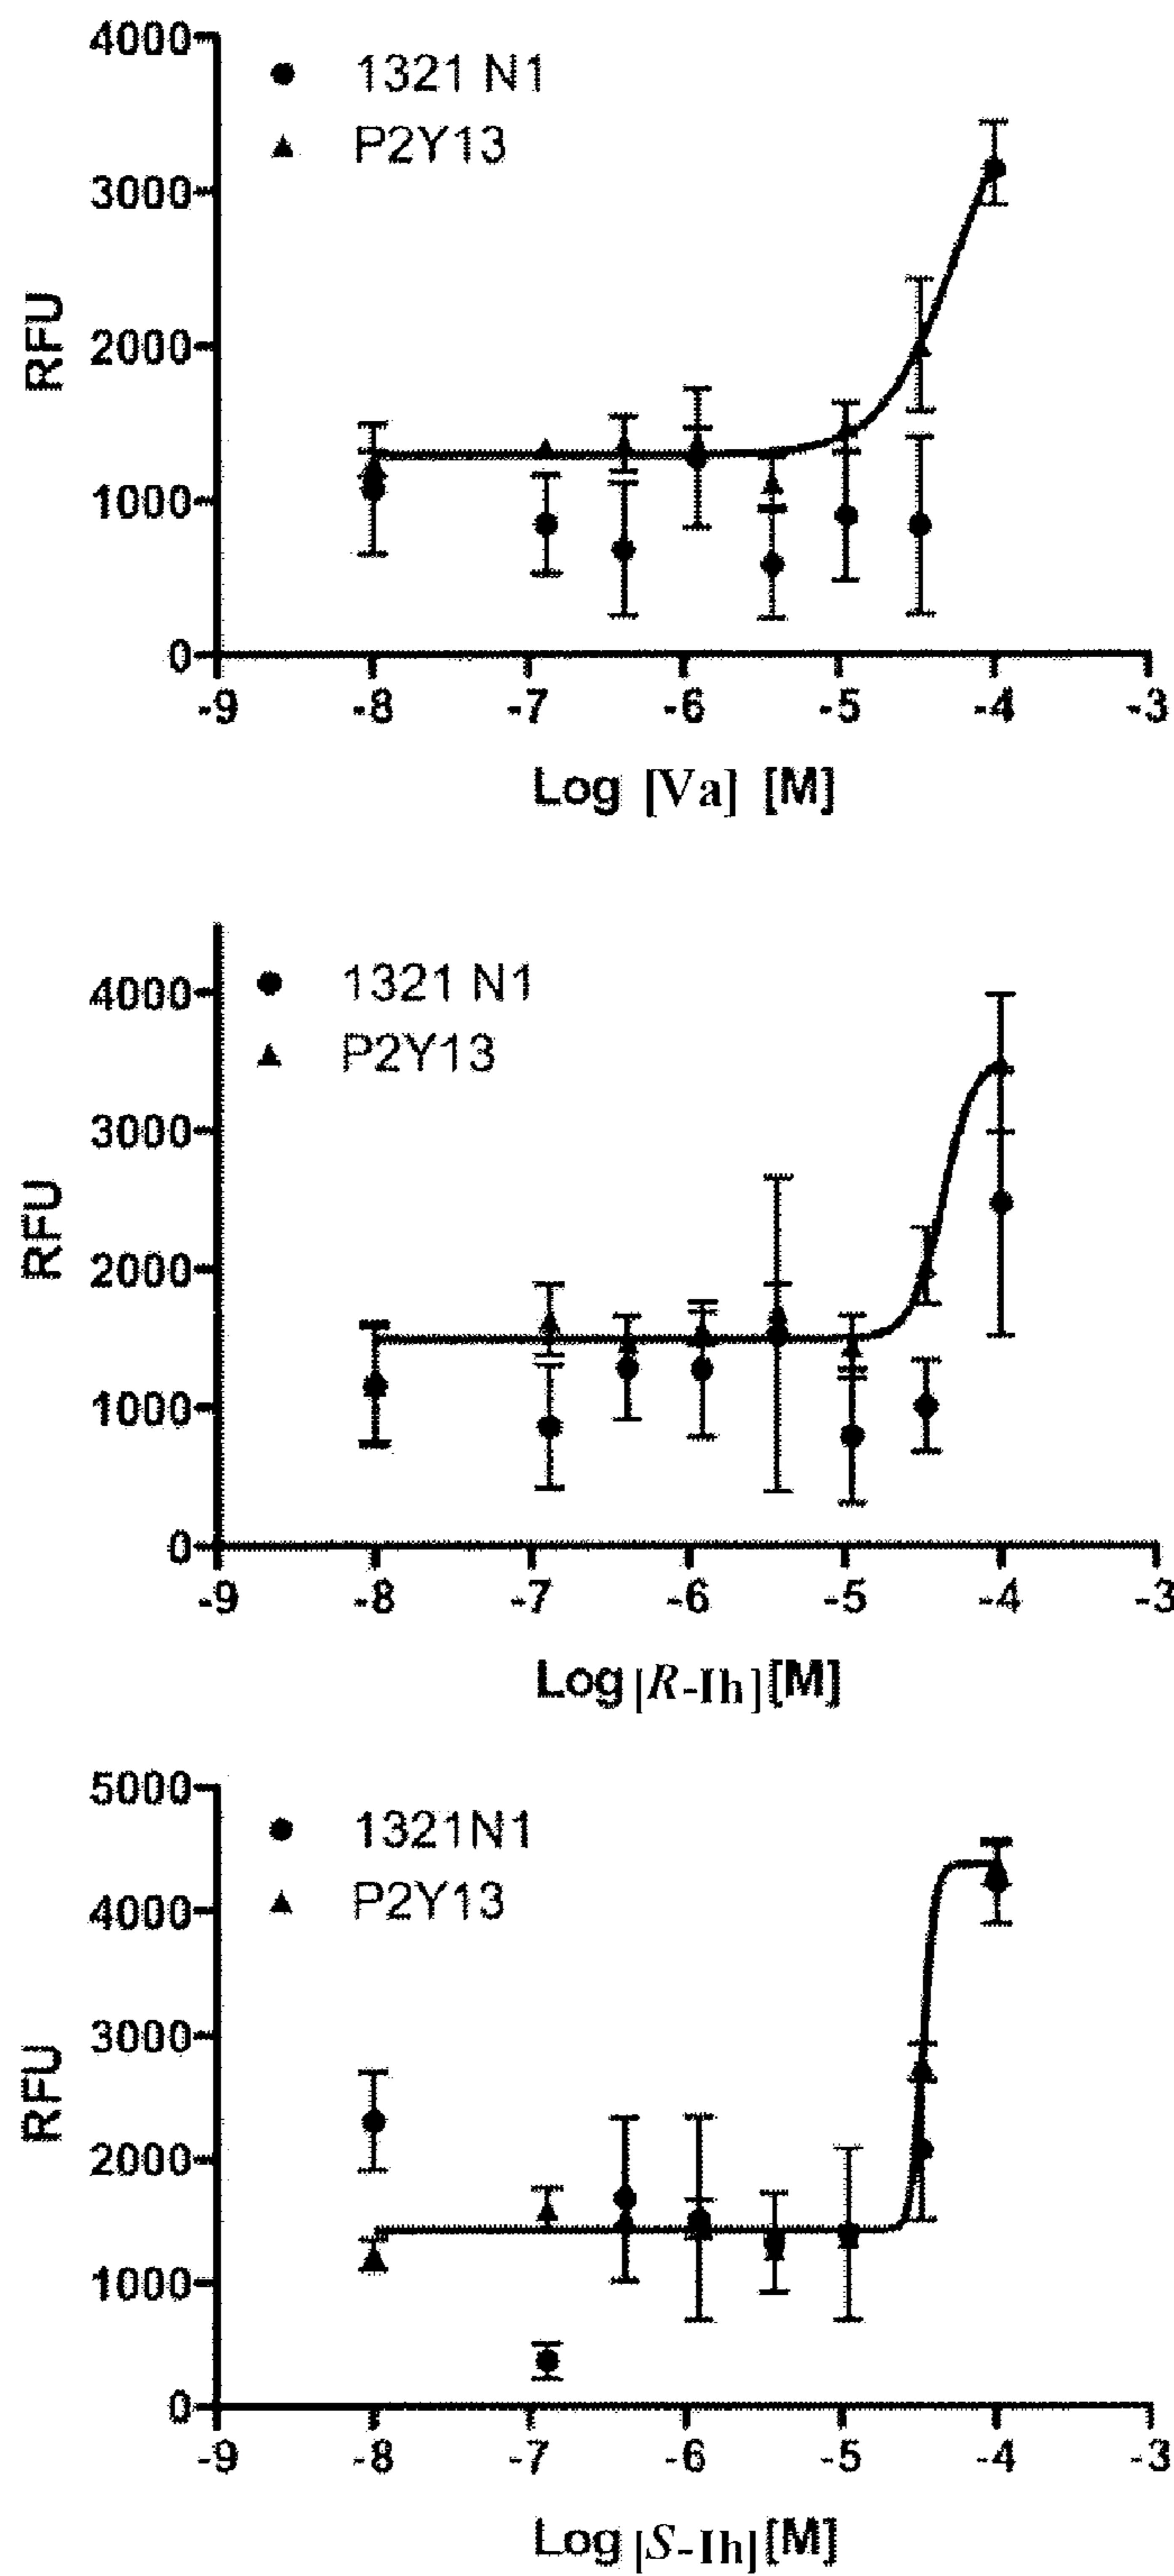 4000
1321 N1
P2Y13
3000
RFU
2000
1000
0
-9 -8 -7 -6 -5 -4 -3
Log [Va] [M]
4000
1321 N1
P2Y13
3000
RFU
2000
1000
0
-9 -8 -7 -6 -5 -4 -3
Log [R-Ih] [M]
5000
1321N1
P2Y13
4000
3000
RFU
2000
1000
0
-9 -8 -7 -6 -5 -4 -3
Log [S-Ih] [M]